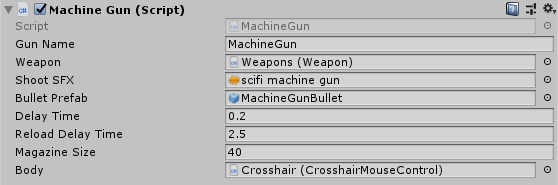 Machine Gun (Script)
Script MachineGun
Gun Name MachineGun
Weapon Weapons (Weapon)
Shoot SFX scifi machine gun
Bullet Prefab MachineGunBullet
Delay Time 0.2
Reload Delay Time 2.5
Magazine Size 40
Body Crosshair (CrosshairMouseControl)